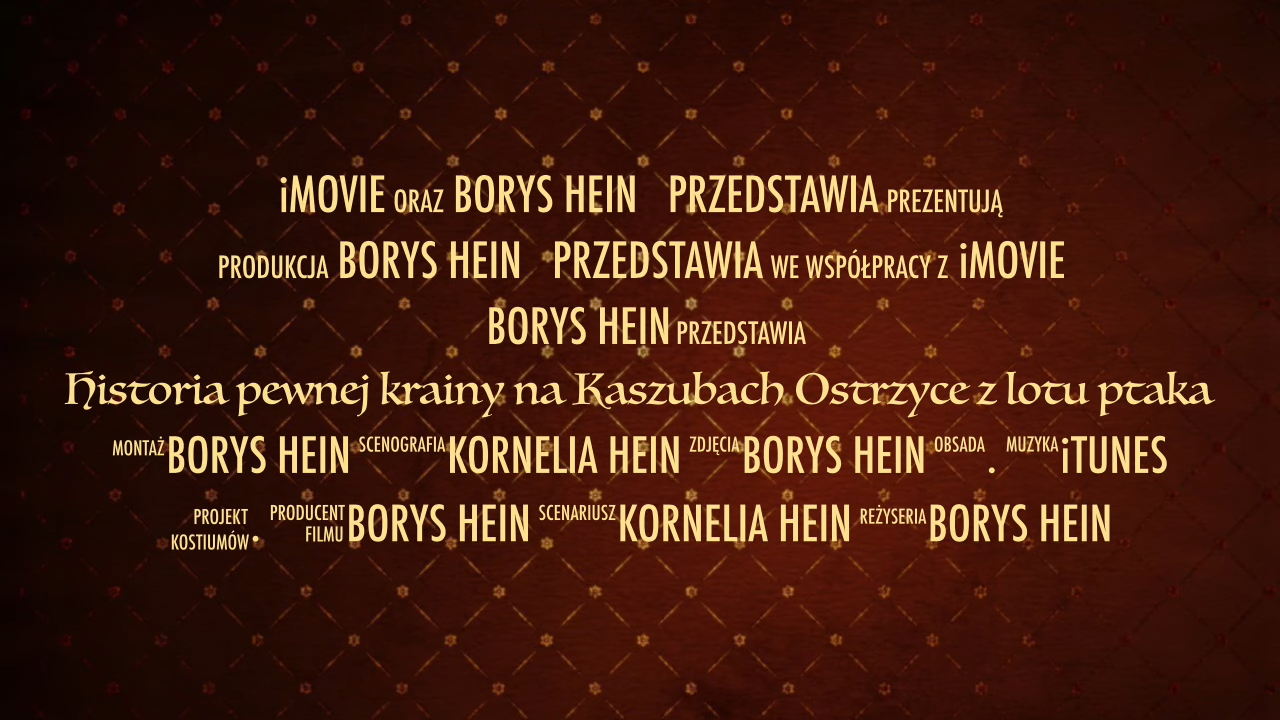 iMOVIE ORAZ BORYS HEIN PRZEDSTAWIA PREZENTUJĄ
PRODUKCJA BORYS HEIN PRZEDSTAWIA WE WSPÓŁPRACY Z iMOVIE
BORYS HEIN PRZEDSTAWIA
Historia pewnej krainy na Kaszubach Ostrzyce z lotu ptaka
MONTAŻ BORYS HEIN SCENOGRAFIA KORNELIA HEIN ZDJĘCIA BORYS HEIN OBSADA . MUZYKA iTUNES
PROJEKT KOSTIUMÓW . PRODUCENT FILMU BORYS HEIN SCENARIUSZ KORNELIA HEIN REŻYSERIA BORYS HEIN